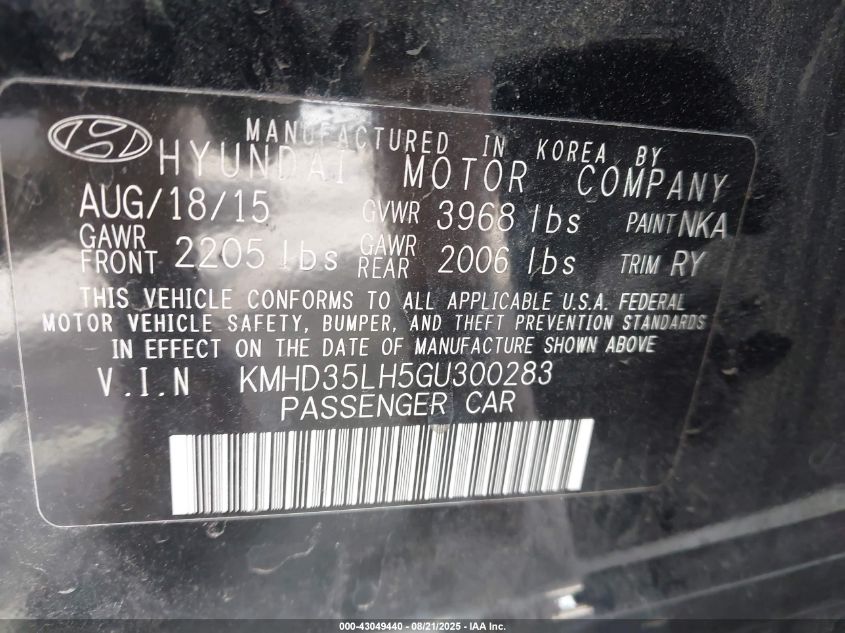 MANUFACTURED IN KOREA BY
HYUNDAI MOTOR COMPANY
AUG/18/15 GVWR 3968 lbs PAINT NKA
GAWR FRONT 2205 lbs GAWR REAR 2006 lbs TRIM RY
THIS VEHICLE CONFORMS TO ALL APPLICABLE U.S.A. FEDERAL
MOTOR VEHICLE SAFETY, BUMPER, AND THEFT PREVENTION STANDARDS
IN EFFECT ON THE DATE OF MANUFACTURE SHOWN ABOVE
V.I.N KMHD35LH5GU300283
PASSENGER CAR
000-43049440 - 08/21/2025 - IAA Inc.